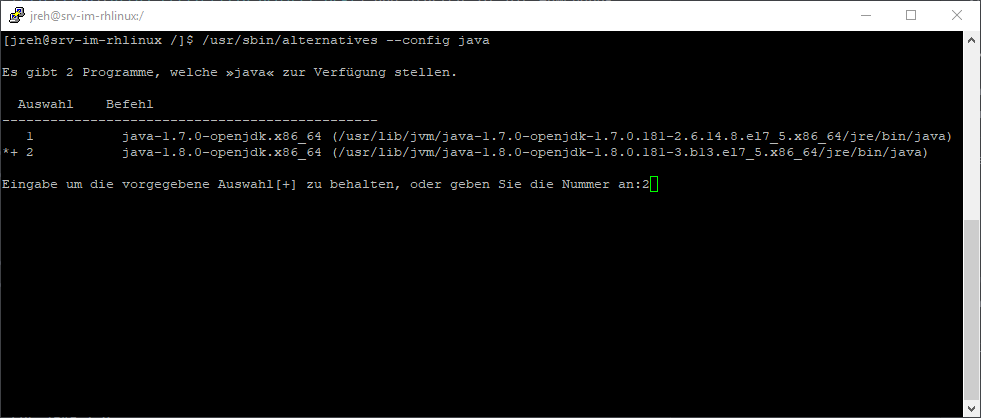 jreh@srv-im-rhlinux:/
[jreh@srv-im-rhlinux /]$ /usr/sbin/alternatives --config java
Es gibt 2 Programme, welche »java« zur Verfügung stellen.
Auswahl Befehl
-----------------------------------------------
1 java-1.7.0-openjdk.x86_64 (/usr/lib/jvm/java-1.7.0-openjdk-1.7.0.181-2.6.14.8.el7_5.x86_64/jre/bin/java)
*+ 2 java-1.8.0-openjdk.x86_64 (/usr/lib/jvm/java-1.8.0-openjdk-1.8.0.181-3.b13.el7_5.x86_64/jre/bin/java)
Eingabe um die vorgegebene Auswahl[+] zu behalten, oder geben Sie die Nummer an:2